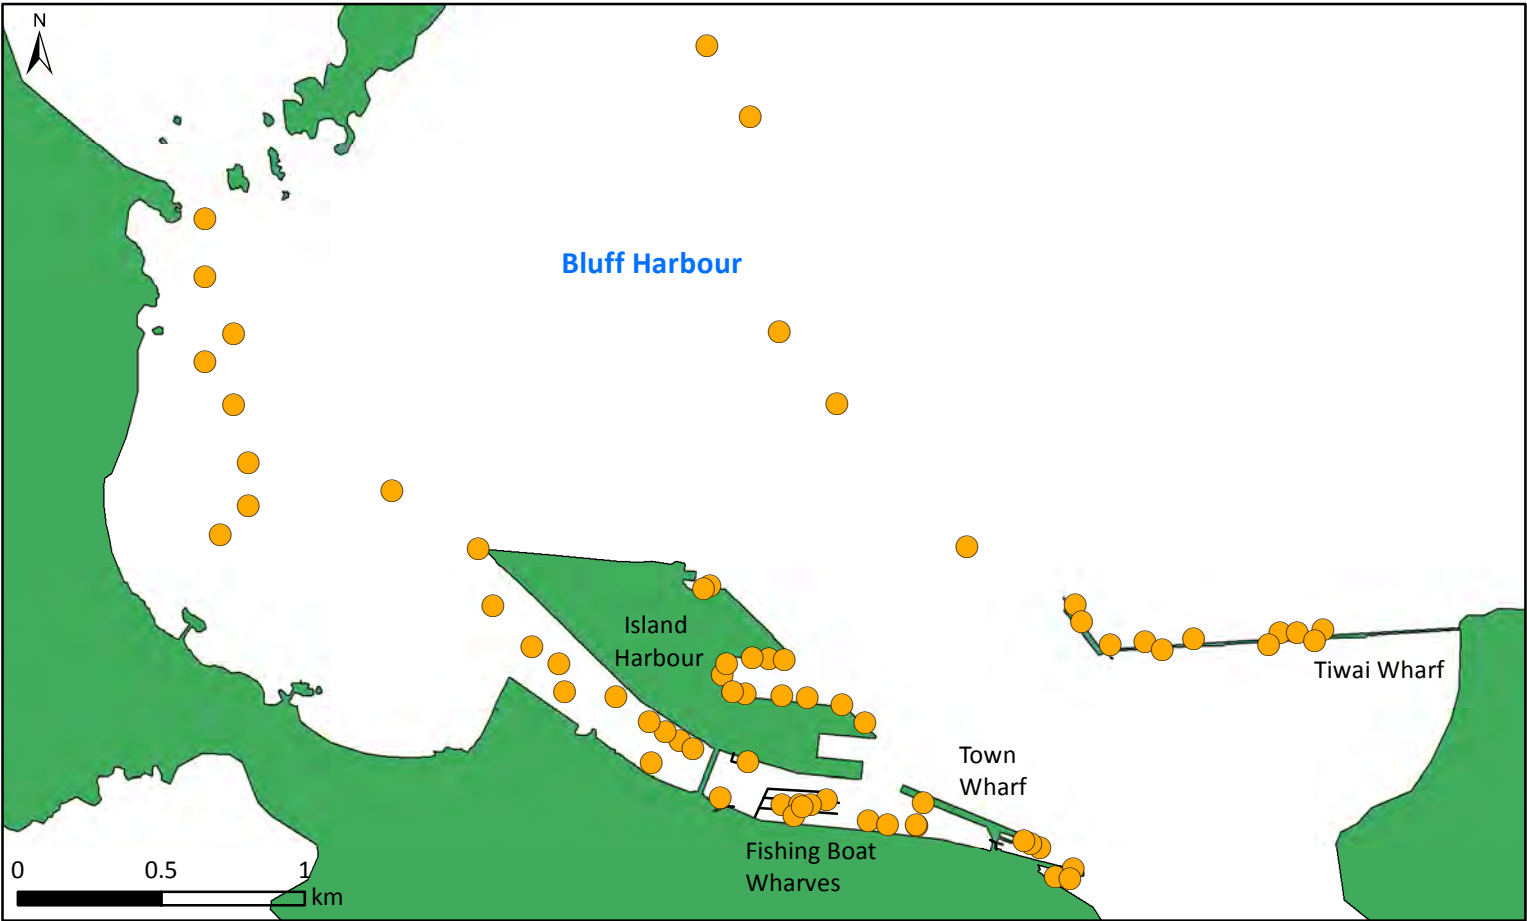 N
Bluff Harbour
Island
Harbour
Tiwai Wharf
Town
Wharf
Fishing Boat
Wharves
0 0.5 1
km